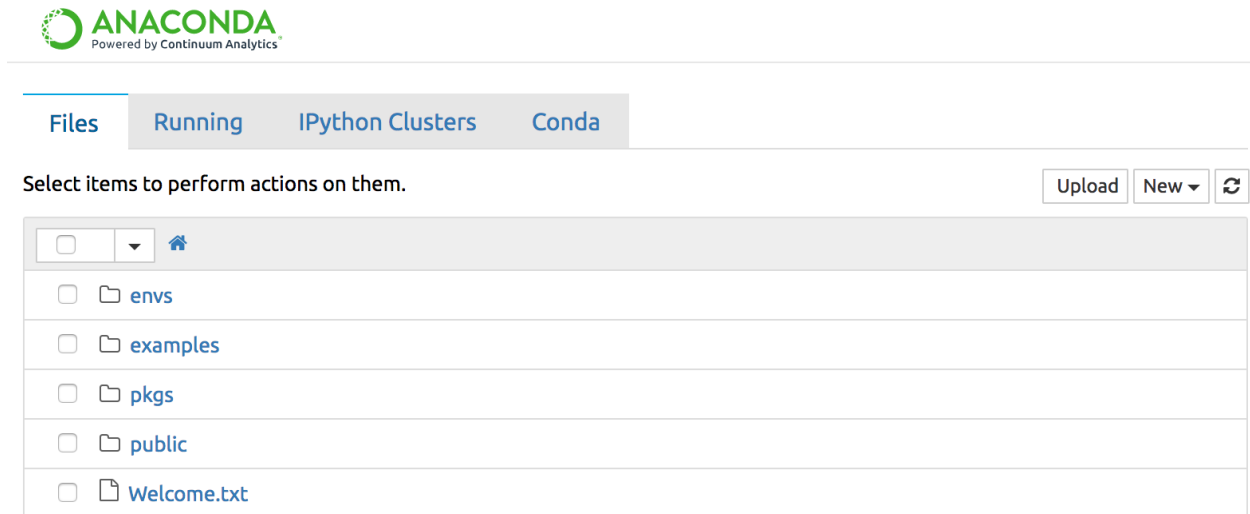 ANACONDA
Powered by Continuum Analytics
Files Running IPython Clusters Conda
Select items to perform actions on them. Upload New
envs
examples
pkgs
public
Welcome.txt